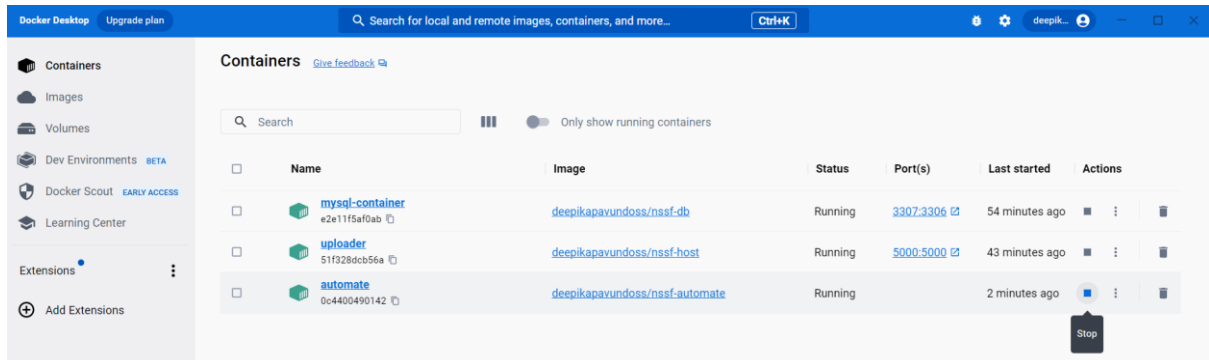 Docker Desktop Upgrade plan Search for local and remote images, containers, and more... Ctrl+K deepik...
Containers
Images
Volumes
Dev Environments BETA
Docker Scout EARLY ACCESS
Learning Center
Extensions
Add Extensions
Containers Give feedback
Search Only show running containers
Name Image Status Port(s) Last started Actions
mysql-container deepikapavundoss/nssf-db Running 3307:3306 54 minutes ago
e2e11f5af0ab
uploader deepikapavundoss/nssf-host Running 5000:5000 43 minutes ago
51f328dcb56a
automate deepikapavundoss/nssf-automate Running 2 minutes ago
0c4400490142
Stop